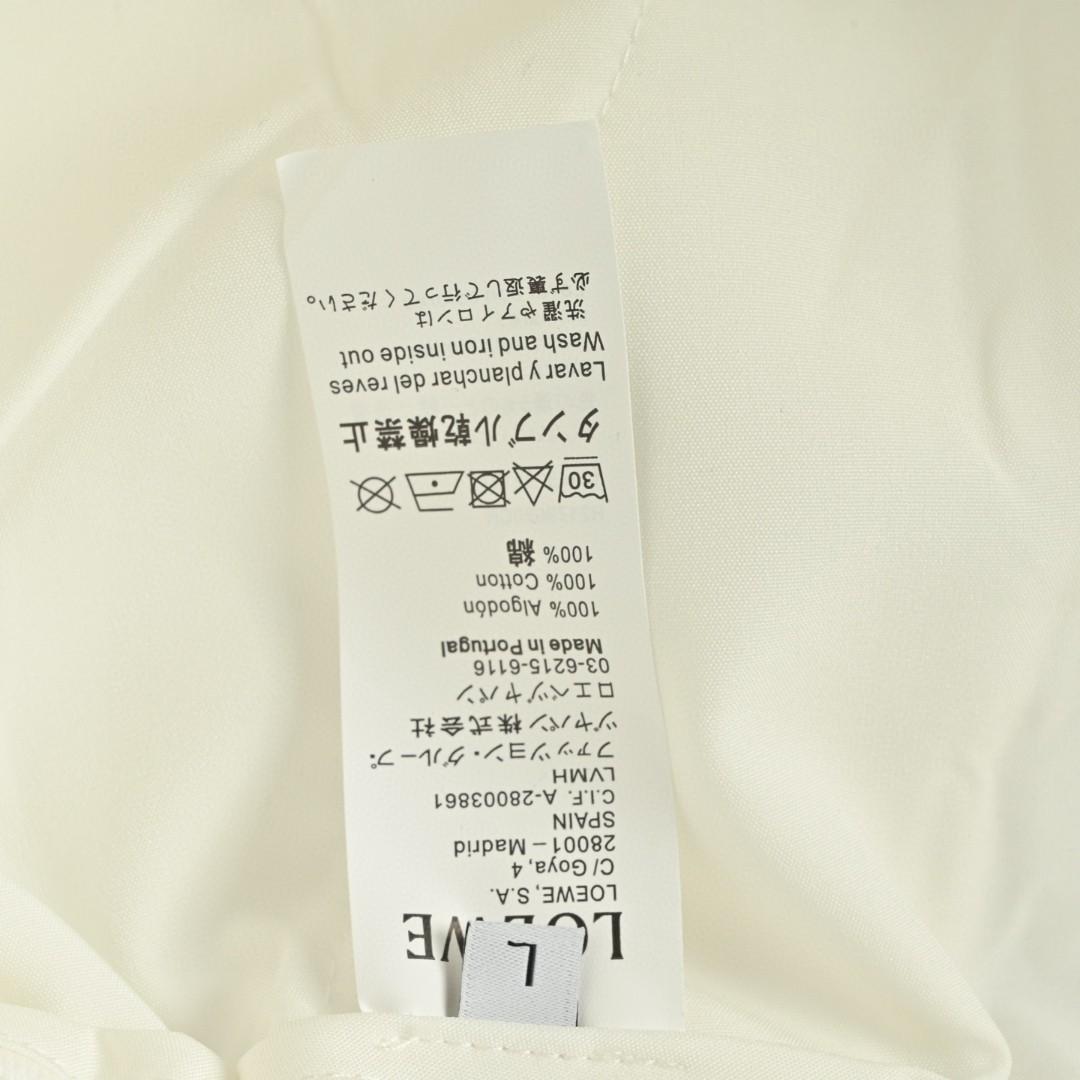 L
LOEWE
LOEWE, S.A.
C/ Goya, 4
28001 – Madrid
SPAIN
C.I.F. A-28003861
LVMH
ファッツョン・グループ
ヅャパン株式会社
ロエベヅャパン
03-6215-6116
Made in Portugal
100% Algodón
100% Cotton
100% 綿
30
タンブル乾燥禁止
Lavar y planchar del reves
Wash and iron inside out
洗濯やアイロンは
必ず裏返して行ってください。